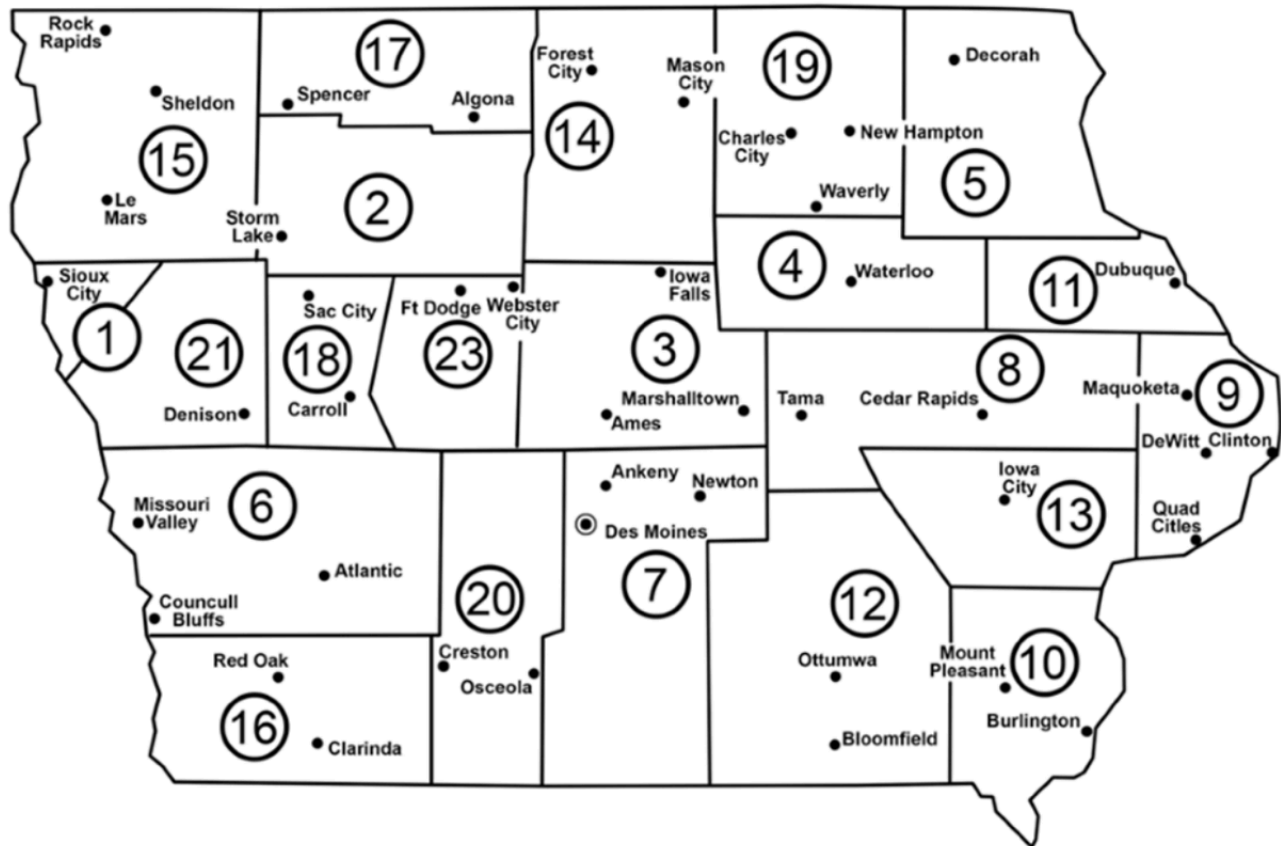 Rock
Rapids
17
Forest
City
Mason
City
19
Decorah
Sheldon
Spencer
Algona
14
Charles
City
New Hampton
15
5
Le
Mars
Storm
Lake
2
Waverly
Sioux
City
Sac City
Ft Dodge
Webster
City
Iowa
Falls
4
Waterloo
11
Dubuque
1
21
18
23
3
8
Maquoketa
9
Denison
Carroll
Marshalltown
Ames
Tama
Cedar Rapids
DeWitt
Clinton
Missouri
Valley
6
Ankeny
Newton
Iowa
City
13
Quad
Citles
Des Moines
Atlantic
Councull
Bluffs
20
7
12
Red Oak
Creston
Osceola
Ottumwa
Mount
Pleasant
10
16
Clarinda
Bloomfield
Burlington